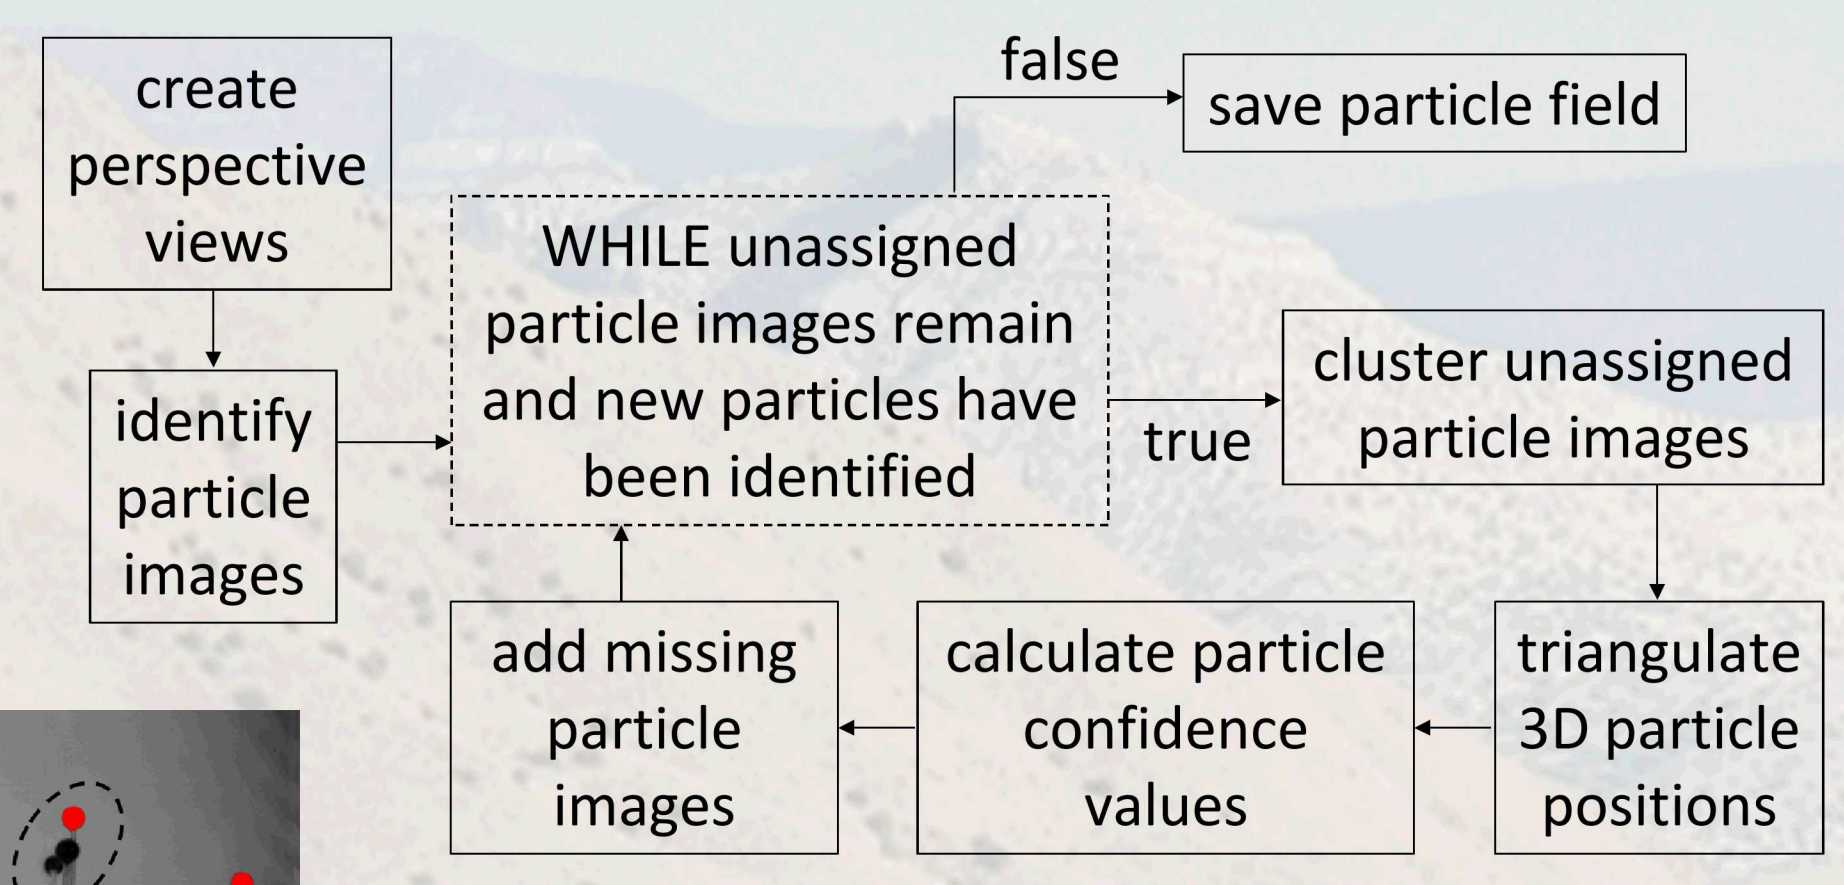 create
perspective
views
identify
particle
images
WHILE unassigned
particle images remain
and new particles have
been identified
false
save particle field
true
cluster unassigned
particle images
triangulate
3D particle
positions
calculate particle
confidence
values
add missing
particle
images